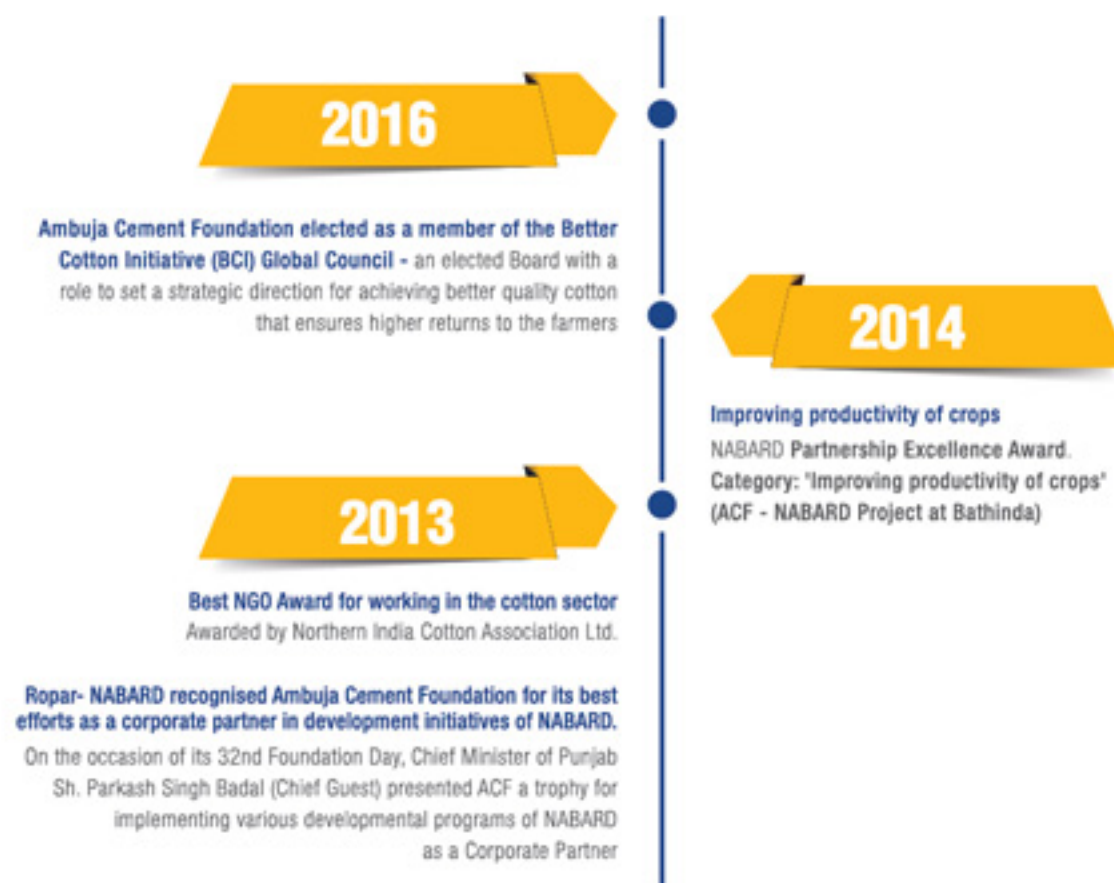 2016
Ambuja Cement Foundation elected as a member of the Better
Cotton Initiative (BCI) Global Council - an elected Board with a
role to set a strategic direction for achieving better quality cotton
that ensures higher returns to the farmers
2014
Improving productivity of crops
NABARD Partnership Excellence Award.
Category: "Improving productivity of crops"
(ACF - NABARD Project at Bathinda)
2013
Best NGO Award for working in the cotton sector
Awarded by Northern India Cotton Association Ltd.
Ropar- NABARD recognised Ambuja Cement Foundation for its best
efforts as a corporate partner in development initiatives of NABARD.
On the occasion of its 32nd Foundation Day, Chief Minister of Punjab
Sh. Parkash Singh Badal (Chief Guest) presented ACF a trophy for
implementing various developmental programs of NABARD
as a Corporate Partner